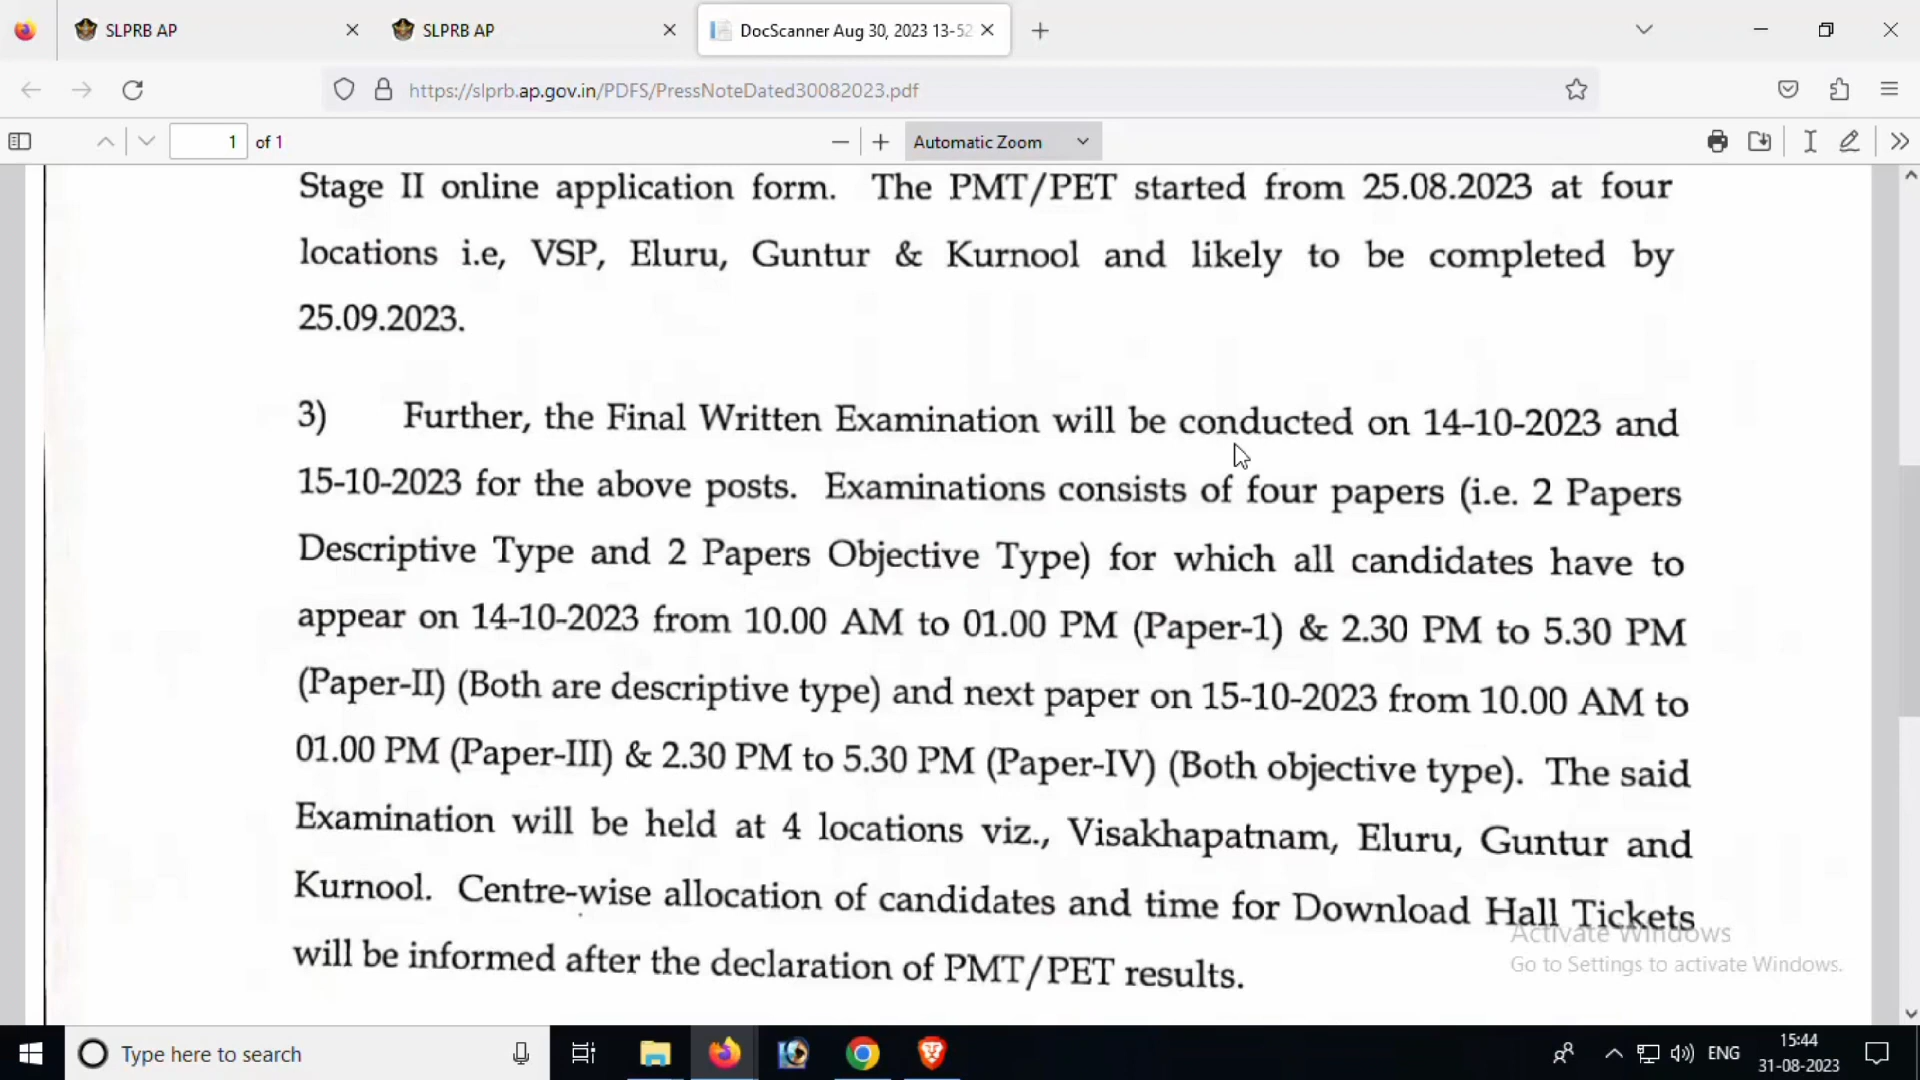 SLPRB AP
SLPRB AP
DocScanner Aug 30, 2023 13-52
https://slprb.ap.gov.in/PDFS/PressNoteDated30082023.pdf
1 of 1
Automatic Zoom
Stage II online application form. The PMT/PET started from 25.08.2023 at four
locations i.e, VSP, Eluru, Guntur & Kurnool and likely to be completed by
25.09.2023.
3) Further, the Final Written Examination will be conducted on 14-10-2023 and
15-10-2023 for the above posts. Examinations consists of four papers (i.e. 2 Papers
Descriptive Type and 2 Papers Objective Type) for which all candidates have to
appear on 14-10-2023 from 10.00 AM to 01.00 PM (Paper-1) & 2.30 PM to 5.30 PM
(Paper-II) (Both are descriptive type) and next paper on 15-10-2023 from 10.00 AM to
01.00 PM (Paper-III) & 2.30 PM to 5.30 PM (Paper-IV) (Both objective type). The said
Examination will be held at 4 locations viz., Visakhapatnam, Eluru, Guntur and
Kurnool. Centre-wise allocation of candidates and time for Download Hall Tickets
will be informed after the declaration of PMT/PET results.
Activate Windows
Go to Settings to activate Windows.
Type here to search
ENG
15:44
31-08-2023